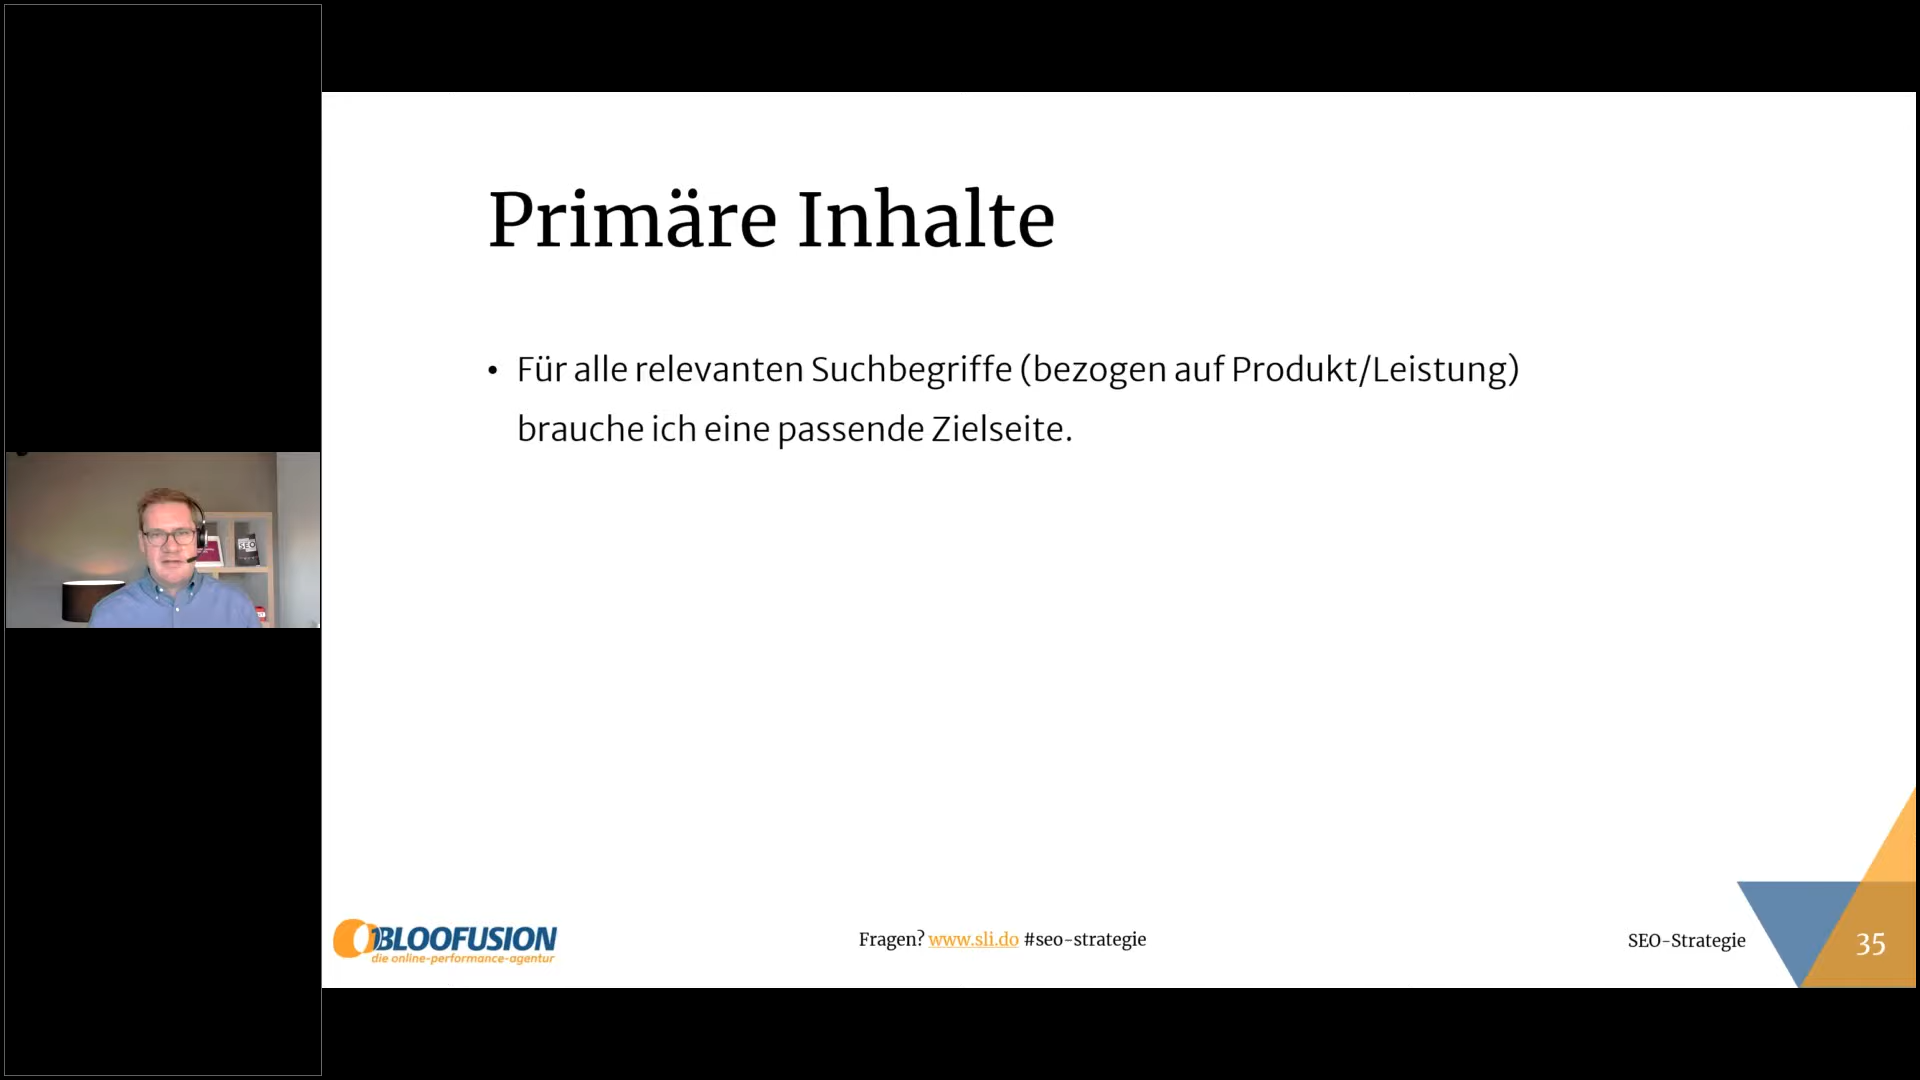 Primäre Inhalte
• Für alle relevanten Suchbegriffe (bezogen auf Produkt/Leistung)
brauche ich eine passende Zielseite.
SEO
BLOOFUSION
die online-performance-agentur
Fragen? www.sli.do #seo-strategie
SEO-Strategie
35